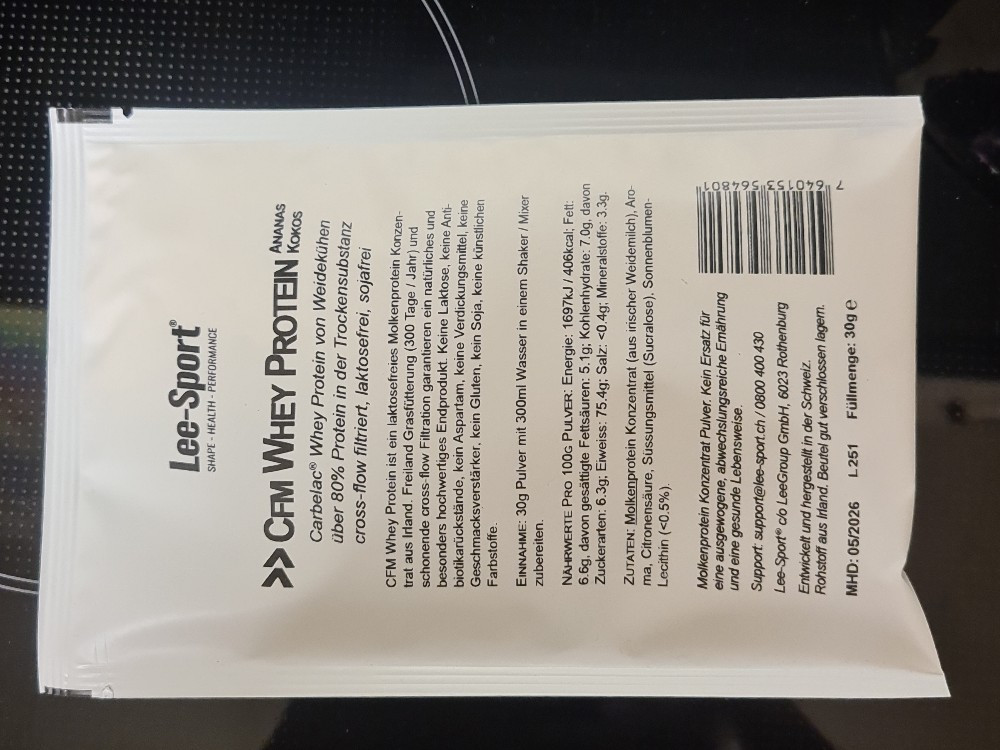 Lee-Sport®
SHAPE - HEALTH - PERFORMANCE
>> CFM WHEY PROTEIN ANANAS KOKOS
Carbelac® Whey Protein von Weidekühen
über 80% Protein in der Trockensubstanz
cross-flow filtriert, laktosefrei, sojafrei
CFM Whey Protein ist ein laktosefreies Molkenprotein Konzen-
trat aus Irland. Freiland Grasfütterung (300 Tage / Jahr) und
schonende cross-flow Filtration garantieren ein natürliches und
besonders hochwertiges Endprodukt. Keine Laktose, keine Anti-
biotikarückstände, kein Aspartam, keine Verdickungsmittel, keine
Geschmacksverstärker, kein Gluten, kein Soja, keine künstlichen
Farbstoffe.
EINNAHME: 30g Pulver mit 300ml Wasser in einem Shaker / Mixer
zubereiten.
NÄHRWERTE PRO 100G PULVER: Energie: 1697kJ / 406kcal; Fett:
6.6g, davon gesättigte Fettsäuren: 5.1g; Kohlenhydrate: 7.0g, davon
Zuckerarten: 6.3g; Eiweiss: 75.4g; Salz: <0.4g; Mineralstoffe: 3.3g.
ZUTATEN: Molkenprotein Konzentrat (aus irischer Weidemilch), Aro-
ma, Citronensäure, Süssungsmittel (Sucralose), Sonnenblumen-
Lecithin (<0.5%).
Molkenprotein Konzentrat Pulver. Kein Ersatz für
eine ausgewogene, abwechslungsreiche Ernährung
und eine gesunde Lebensweise.
Support: support@lee-sport.ch / 0800 400 430
Lee-Sport® c/o LeeGroup GmbH, 6023 Rothenburg
Entwickelt und hergestellt in der Schweiz.
Rohstoff aus Irland. Beutel gut verschlossen lagern.
MHD: 05/2026 L251 Füllmenge: 30g e
7 640153 564801